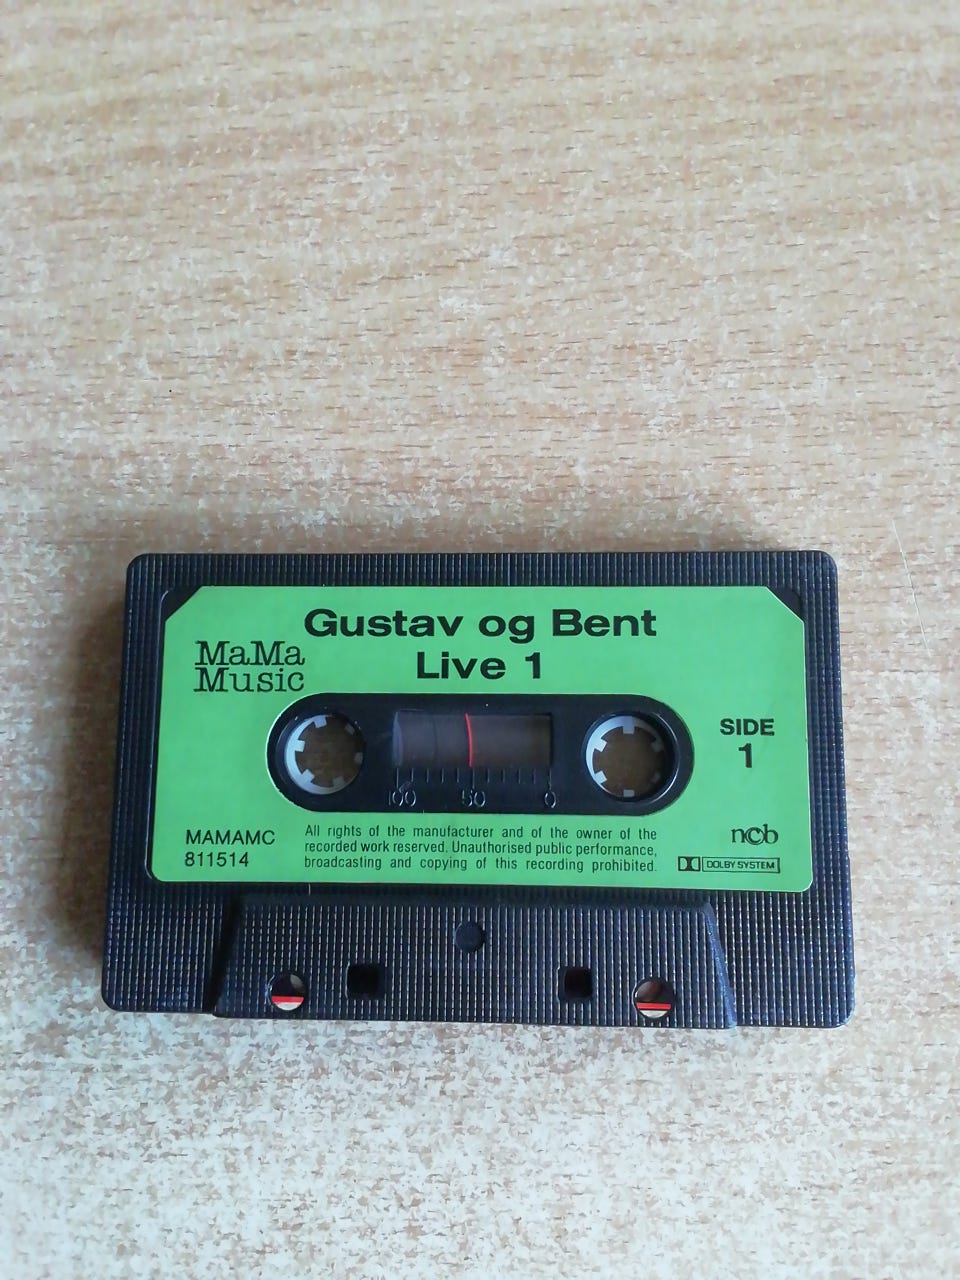 Gustav og Bent
Live 1
MaMa
Music
SIDE
1
100 50 0
MAMAMC
811514
All rights of the manufacturer and of the owner of the
recorded work reserved. Unauthorised public performance,
broadcasting and copying of this recording prohibited.
ncb
DOLBY SYSTEM